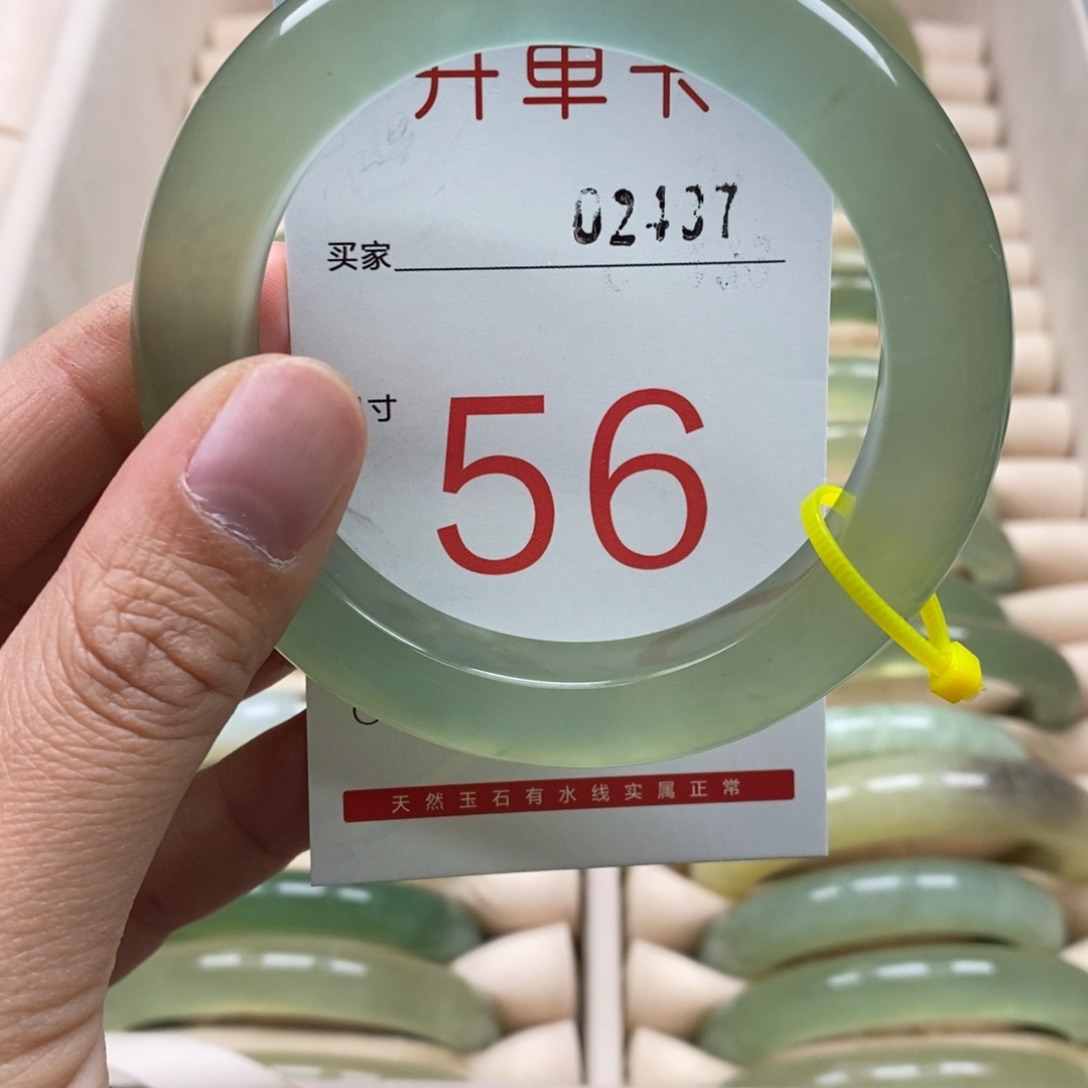 开单卡
02437
买家
寸
56
天然玉石有水线实属正常